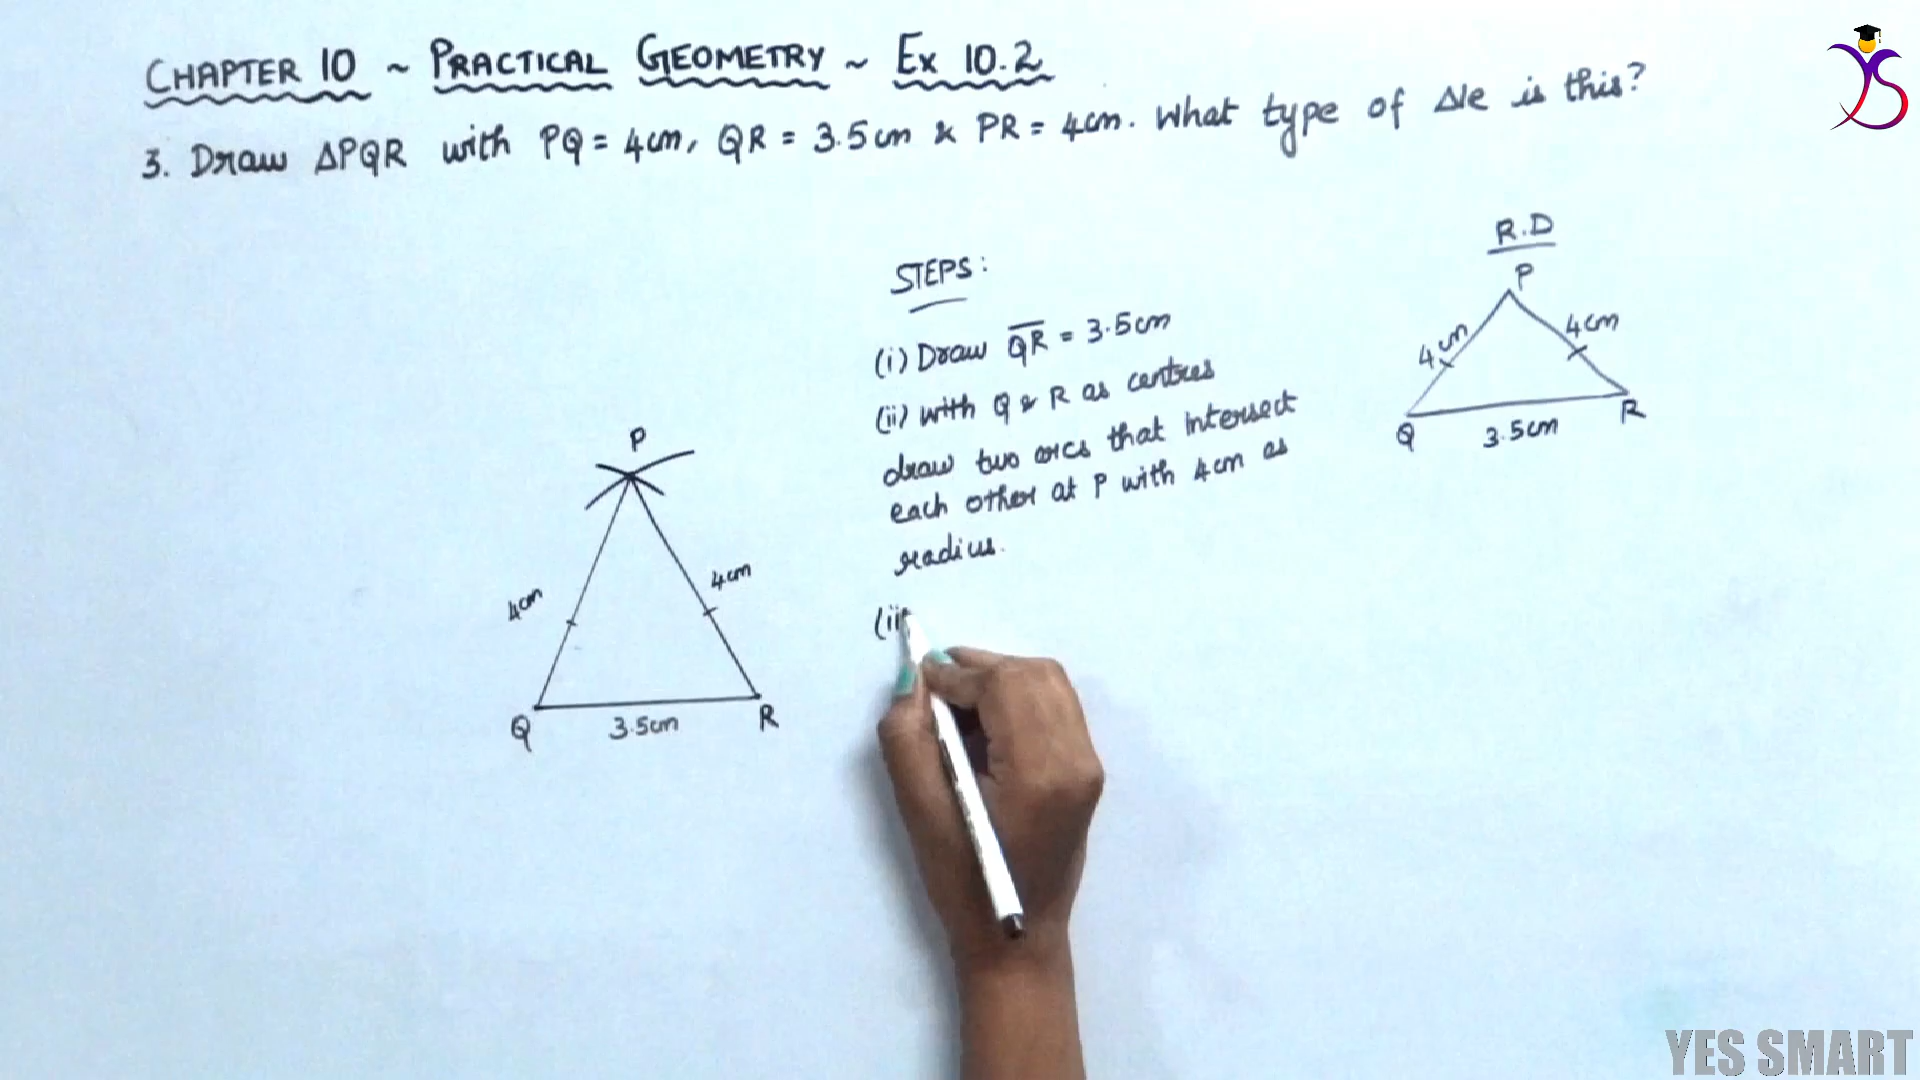 CHAPTER 10 ~ PRACTICAL GEOMETRY ~ Ex 10.2
3. Draw ΔPQR with PQ = 4cm, QR = 3.5cm & PR = 4cm. What type of Δle is this?
R.D
P
4cm
4cm
Q
3.5cm
R
STEPS:
(i) Draw Q̅R̅ = 3.5cm
(ii) with Q & R as centres
draw two arcs that intersect
each other at P with 4cm as
radius.
(ii
P
4cm
4cm
Q
3.5cm
R
YS
YES SMART